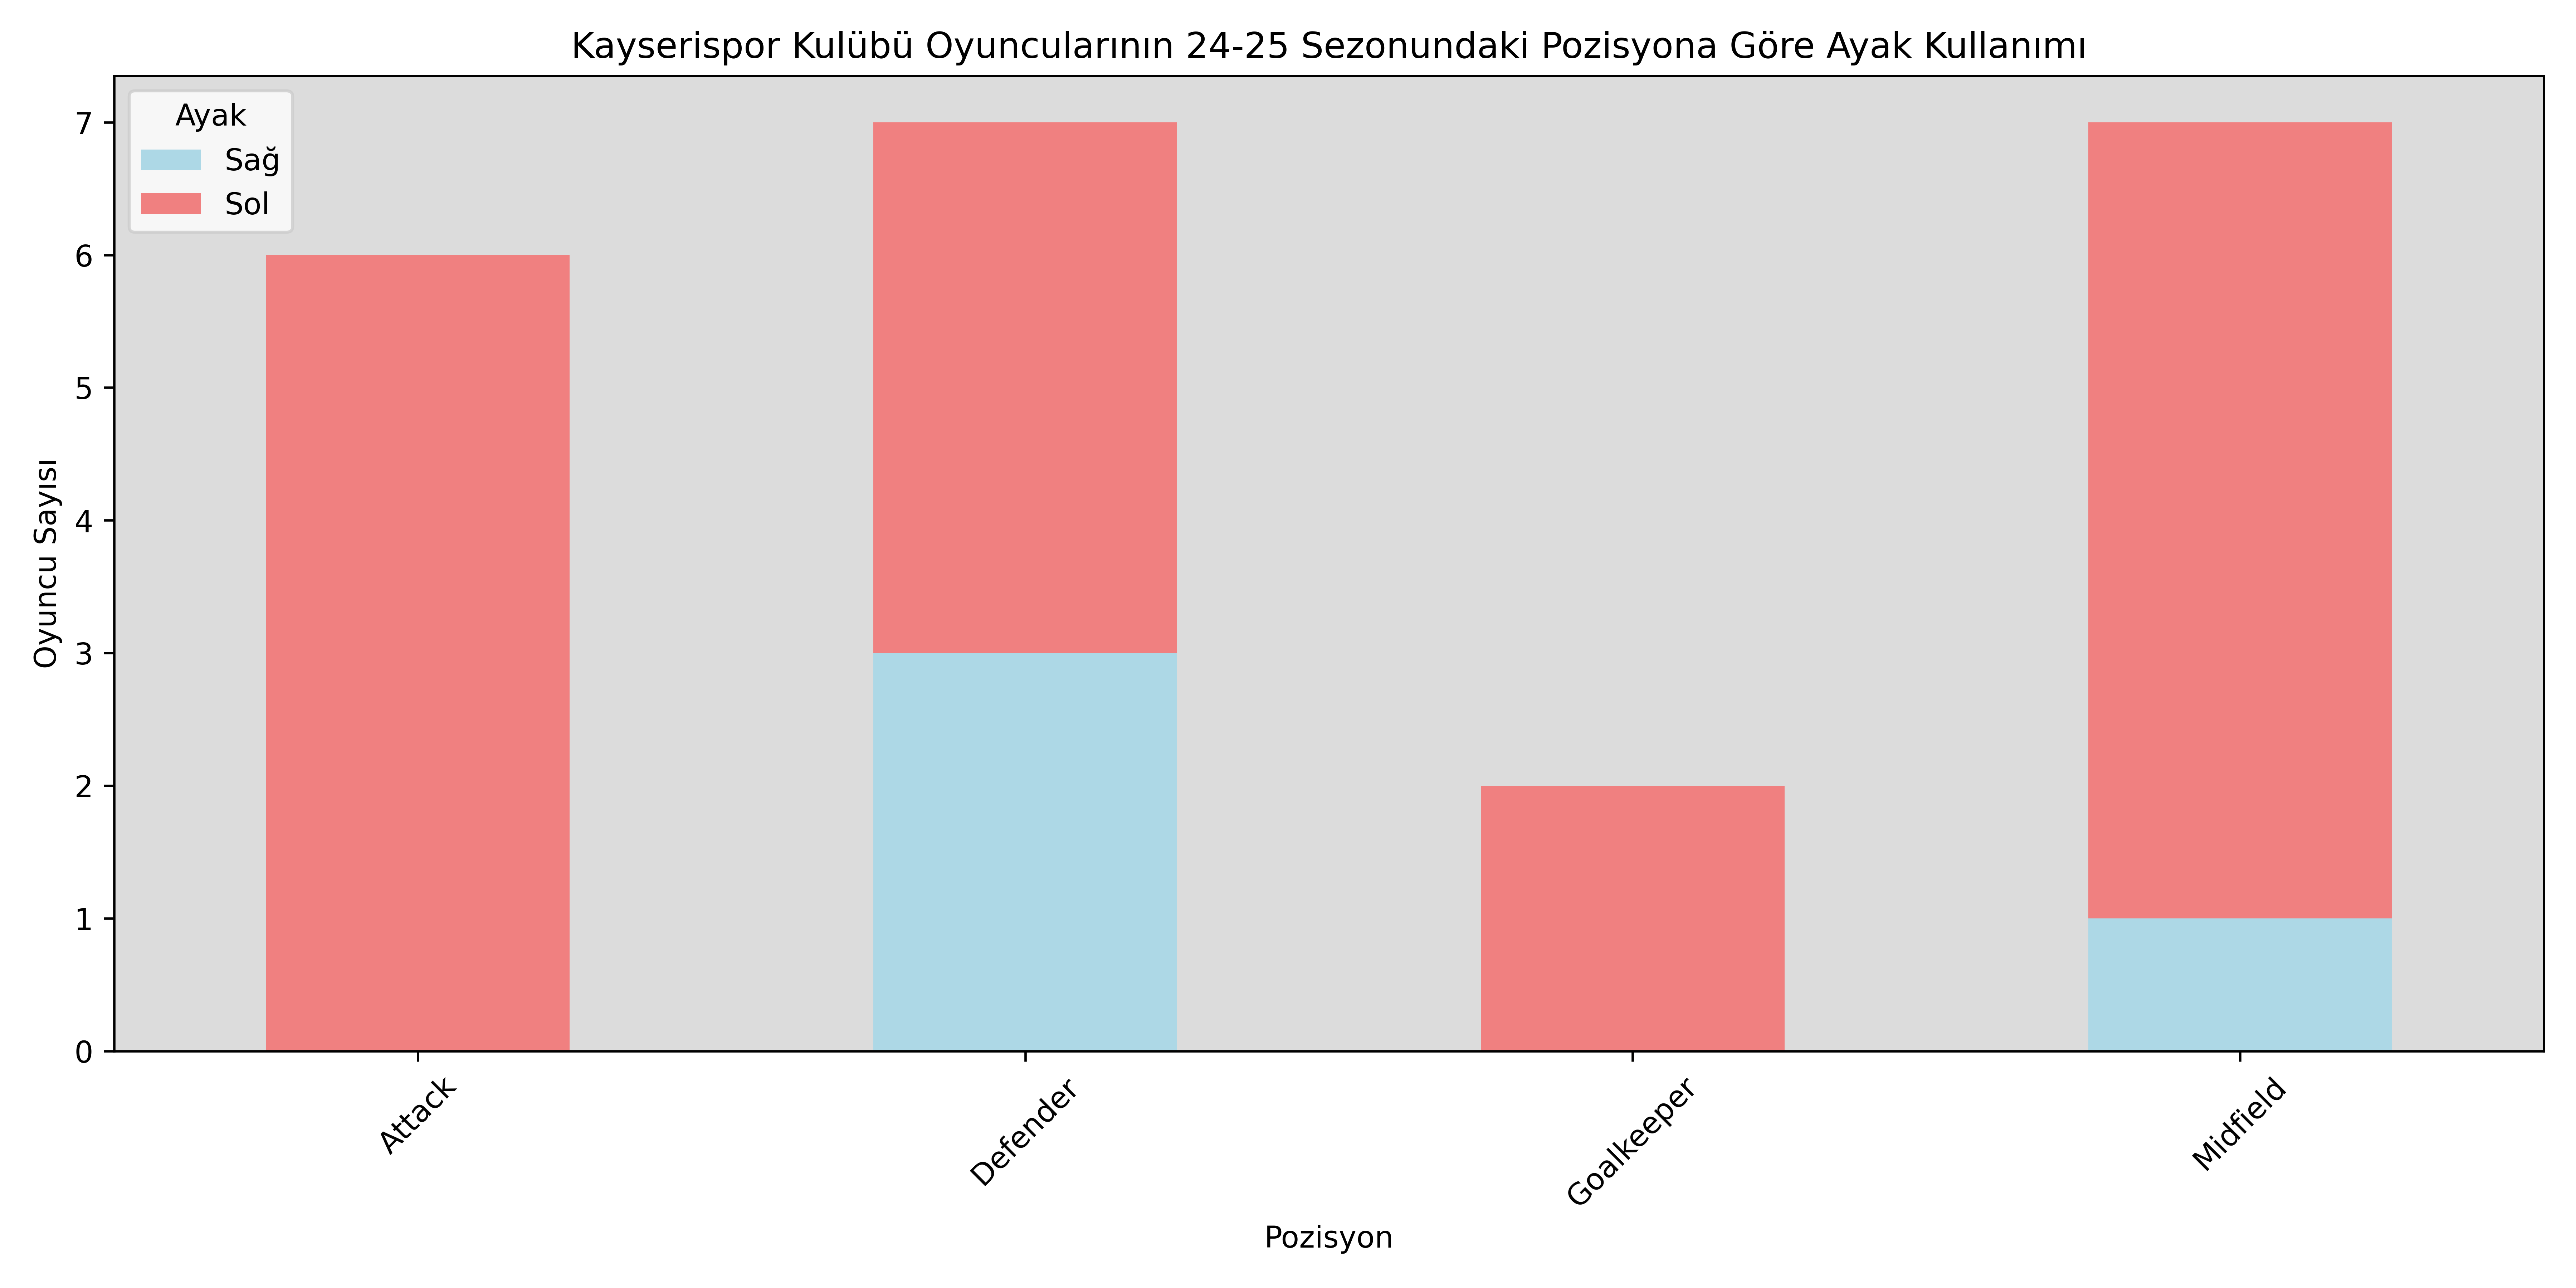 Kayserispor Kulübü Oyuncularının 24-25 Sezonundaki Pozisyona Göre Ayak Kullanımı
Ayak
Sağ
Sol
7
6
5
4
3
2
1
0
Oyuncu Sayısı
Attack
Defender
Goalkeeper
Midfield
Pozisyon